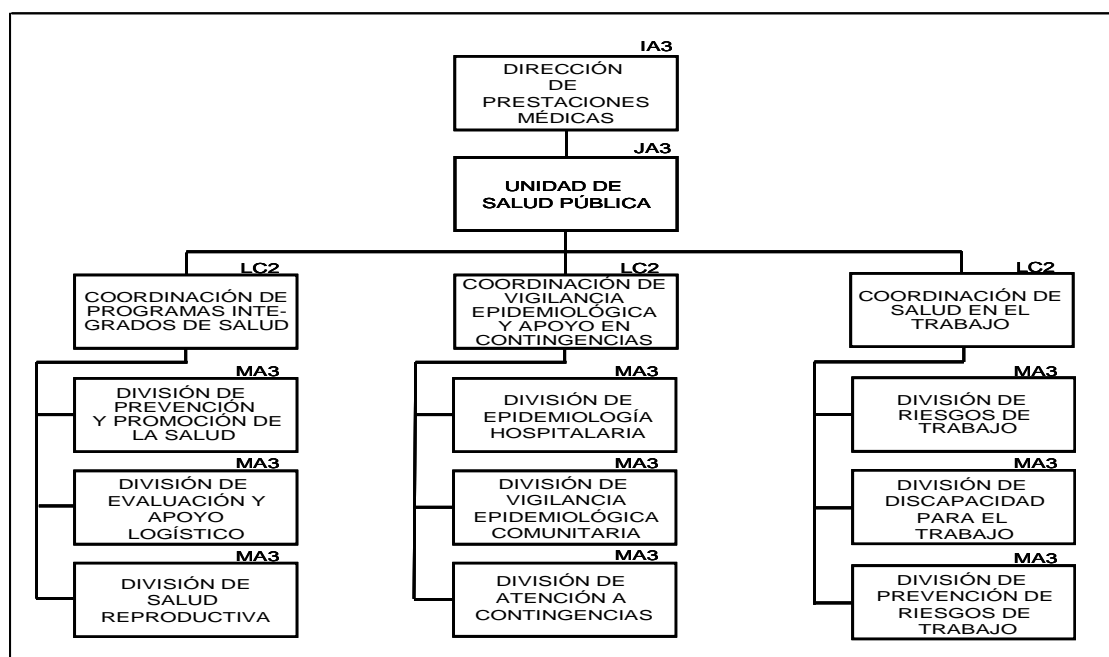 IA3
DIRECCIÓN
DE
PRESTACIONES
MÉDICAS
JA3
UNIDAD DE
SALUD PÚBLICA
LC2
COORDINACIÓN DE
PROGRAMAS INTE-
GRADOS DE SALUD
MA3
DIVISIÓN DE
PREVENCIÓN
Y PROMOCIÓN DE
LA SALUD
MA3
DIVISIÓN DE
EVALUACIÓN Y
APOYO
LOGÍSTICO
MA3
DIVISIÓN DE
SALUD
REPRODUCTIVA
LC2
COORDINACIÓN DE
VIGILANCIA
EPIDEMIOLÓGICA
Y APOYO EN
CONTINGENCIAS
MA3
DIVISIÓN DE
EPIDEMIOLOGÍA
HOSPITALARIA
MA3
DIVISIÓN DE
VIGILANCIA
EPIDEMIOLÓGICA
COMUNITARIA
MA3
DIVISIÓN DE
ATENCIÓN A
CONTINGENCIAS
LC2
COORDINACIÓN DE
SALUD EN EL
TRABAJO
MA3
DIVISIÓN DE
RIESGOS DE
TRABAJO
MA3
DIVISIÓN DE
DISCAPACIDAD
PARA EL
TRABAJO
MA3
DIVISIÓN DE
PREVENCIÓN DE
RIESGOS DE
TRABAJO